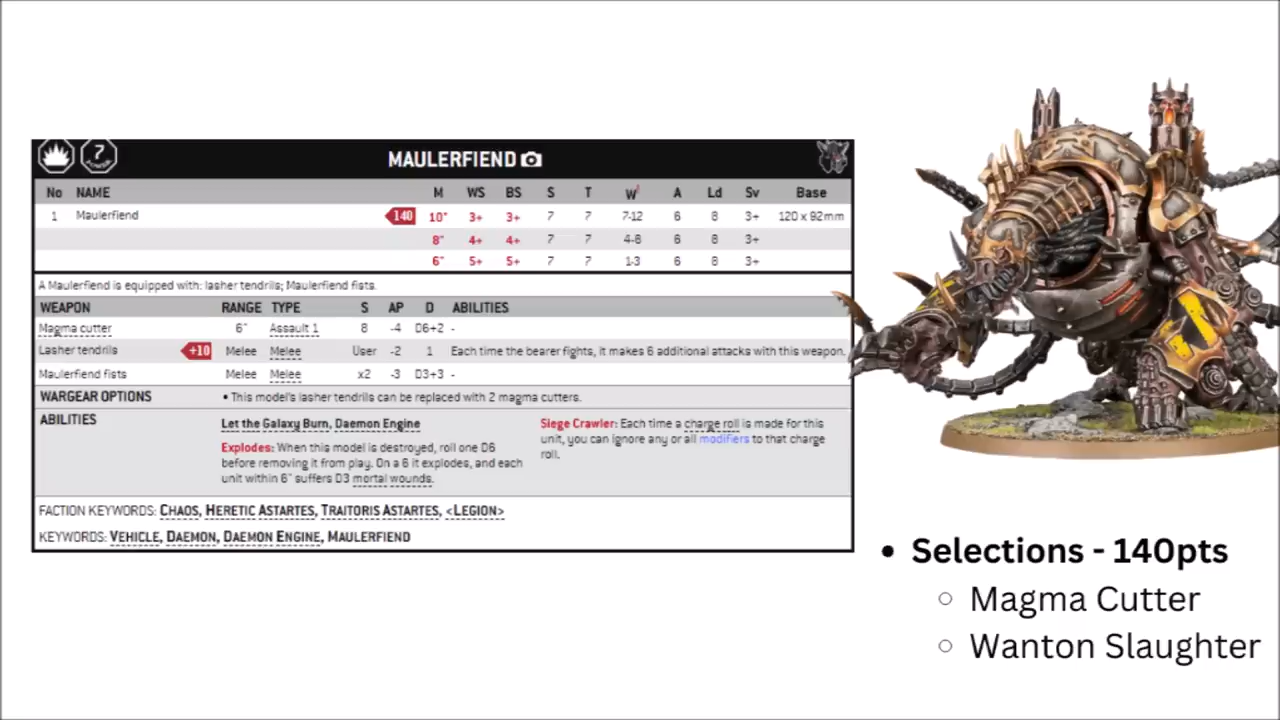 7
MAULERFIEND
No NAME M WS BS S T W A Ld Sv Base
1 Maulerfiend 140 10" 3+ 3+ 7 7 7-12 6 8 3+ 120 x 92mm
8" 4+ 4+ 7 7 4-8 6 8 3+
6" 5+ 5+ 7 7 1-3 6 8 3+
A Maulerfiend is equipped with: lasher tendrils; Maulerfiend fists.
WEAPON RANGE TYPE S AP D ABILITIES
Magma cutter 6" Assault 1 8 -4 D6+2 -
Lasher tendrils +10 Melee Melee User -2 1 Each time the bearer fights, it makes 6 additional attacks with this weapon.
Maulerfiend fists Melee Melee x2 -3 D3+3 -
WARGEAR OPTIONS • This model's lasher tendrils can be replaced with 2 magma cutters.
ABILITIES
Let the Galaxy Burn, Daemon Engine
Explodes: When this model is destroyed, roll one D6
before removing it from play. On a 6 it explodes, and each
unit within 6" suffers D3 mortal wounds.
Siege Crawler: Each time a charge roll is made for this
unit, you can ignore any or all modifiers to that charge
roll.
FACTION KEYWORDS: CHAOS, HERETIC ASTARTES, TRAITORIS ASTARTES, <LEGION>
KEYWORDS: VEHICLE, DAEMON, DAEMON ENGINE, MAULERFIEND
• Selections - 140pts
○ Magma Cutter
○ Wanton Slaughter